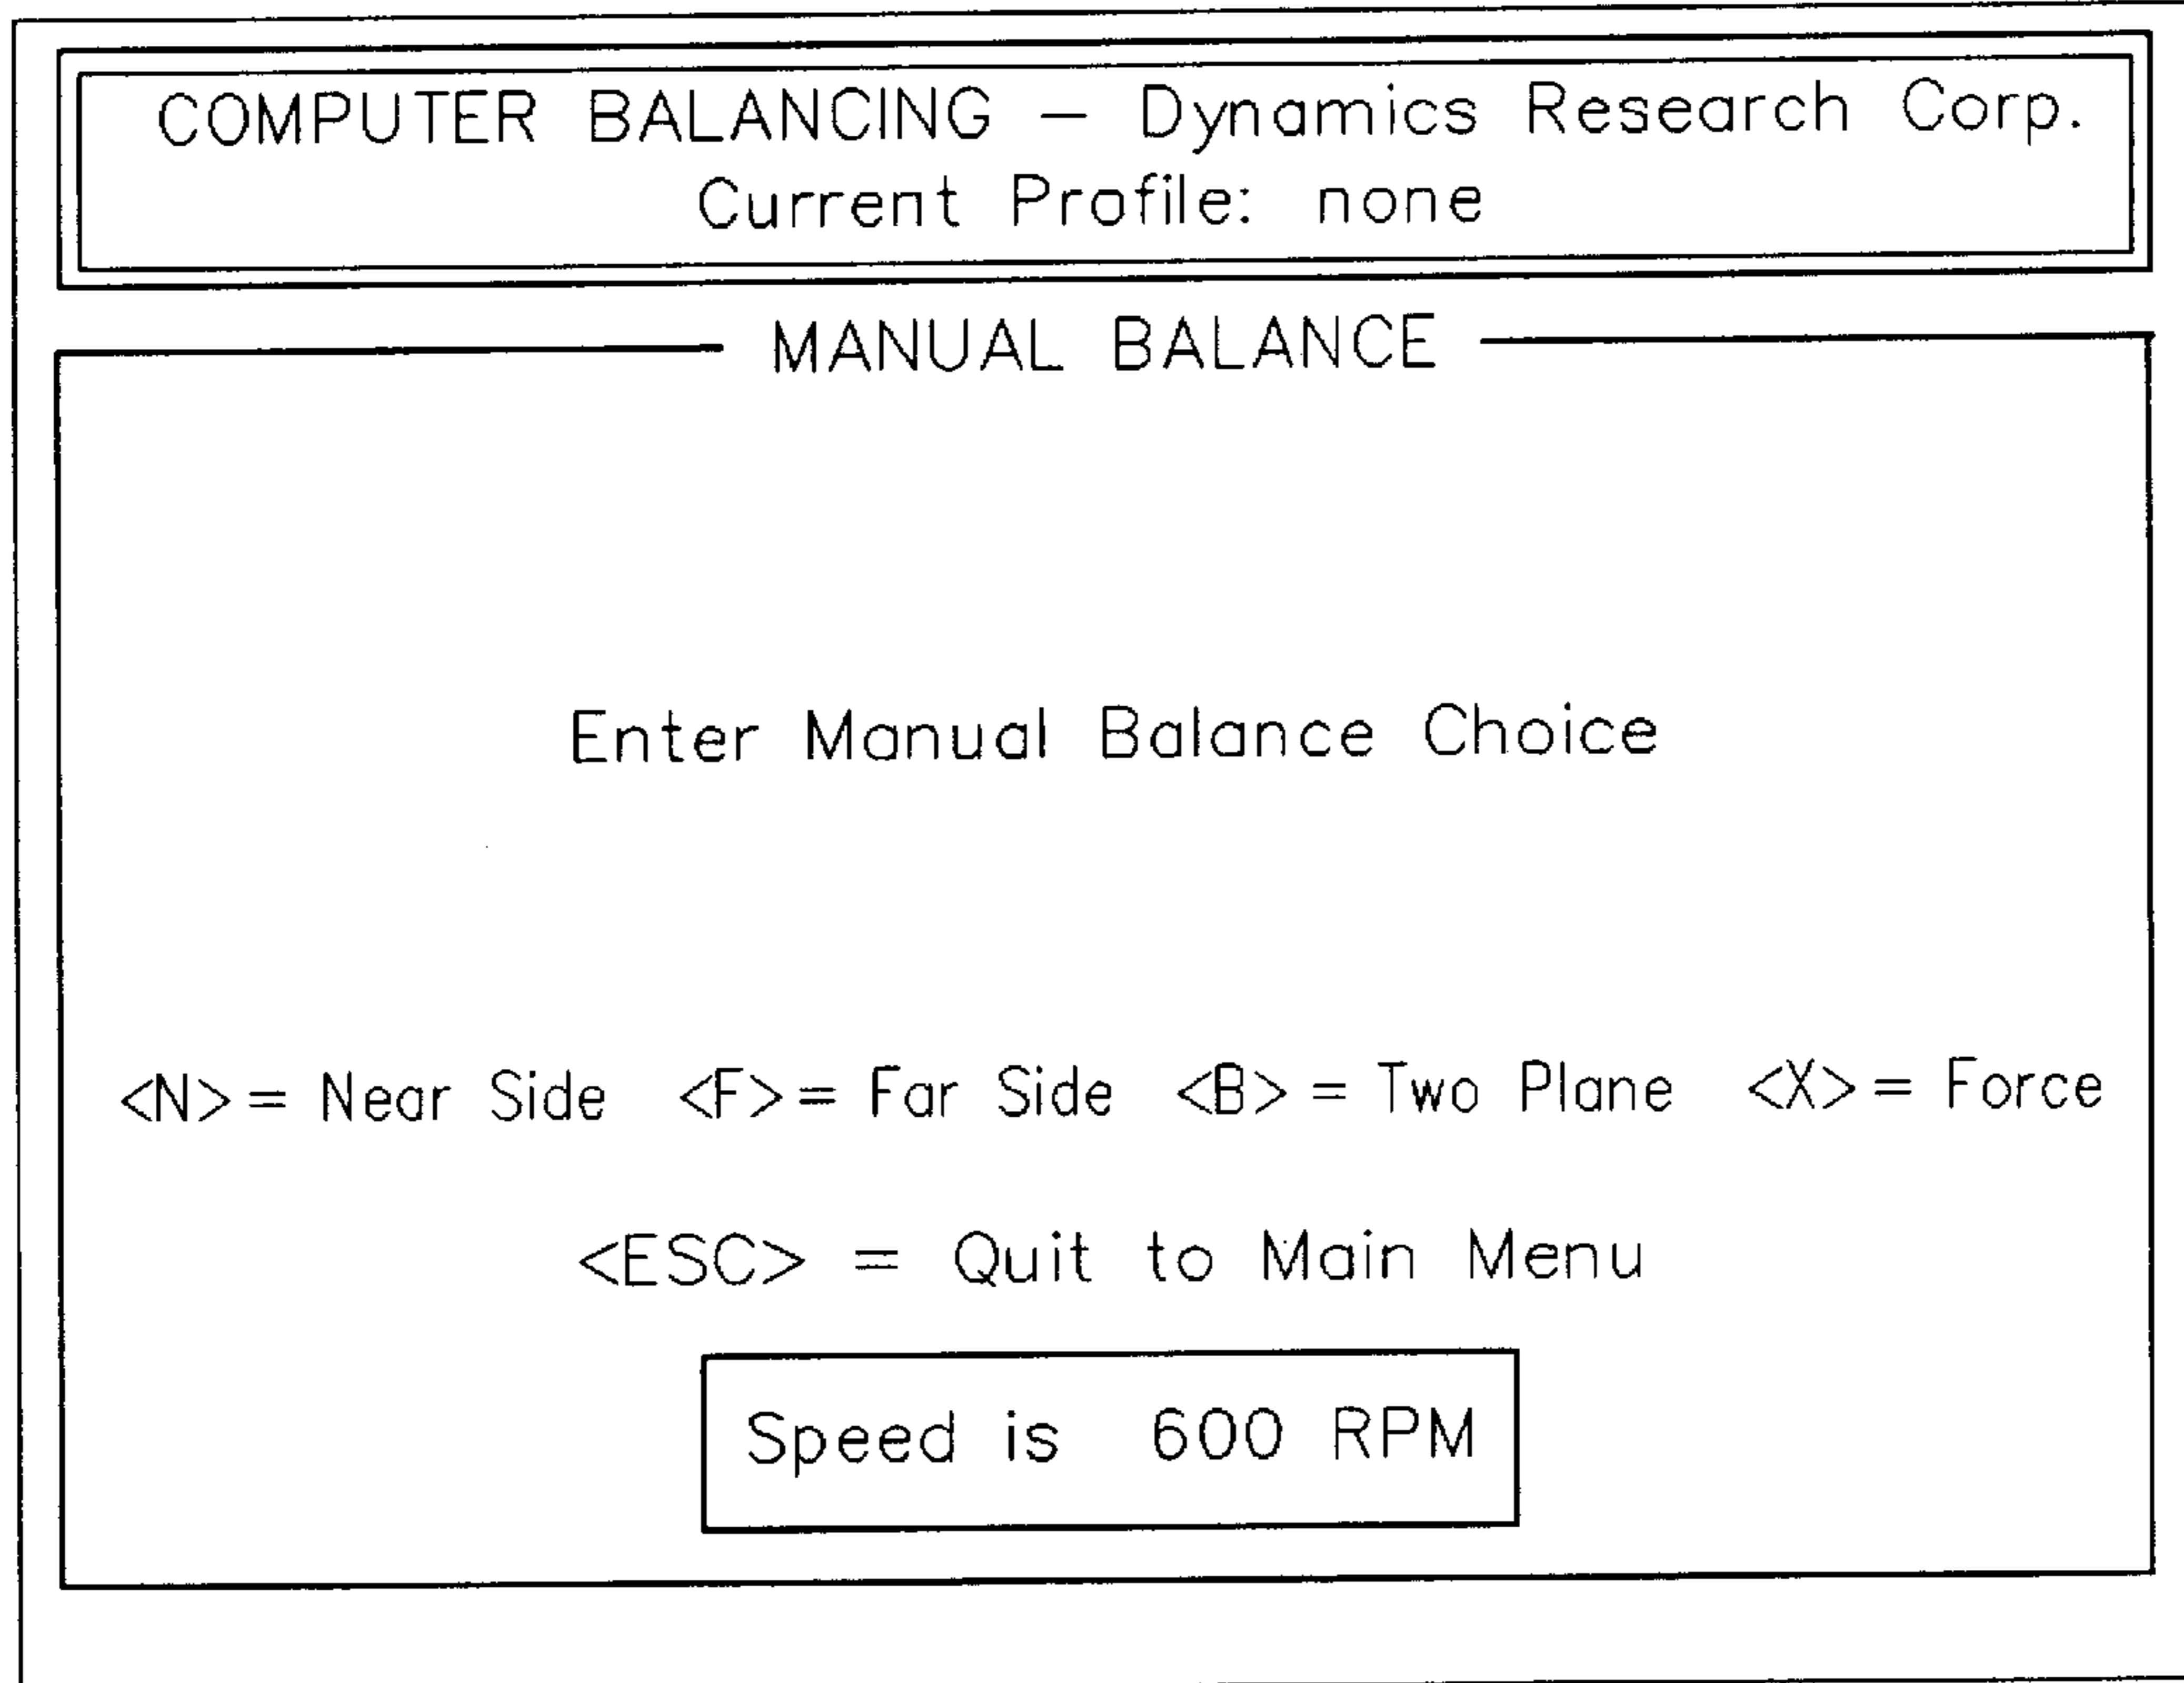 COMPUTER BALANCING – Dynamics Research Corp.
Current Profile: none
MANUAL BALANCE
Enter Manual Balance Choice
<N>= Near Side <F>= Far Side <B>= Two Plane <X>= Force
<ESC> = Quit to Main Menu
Speed is 600 RPM